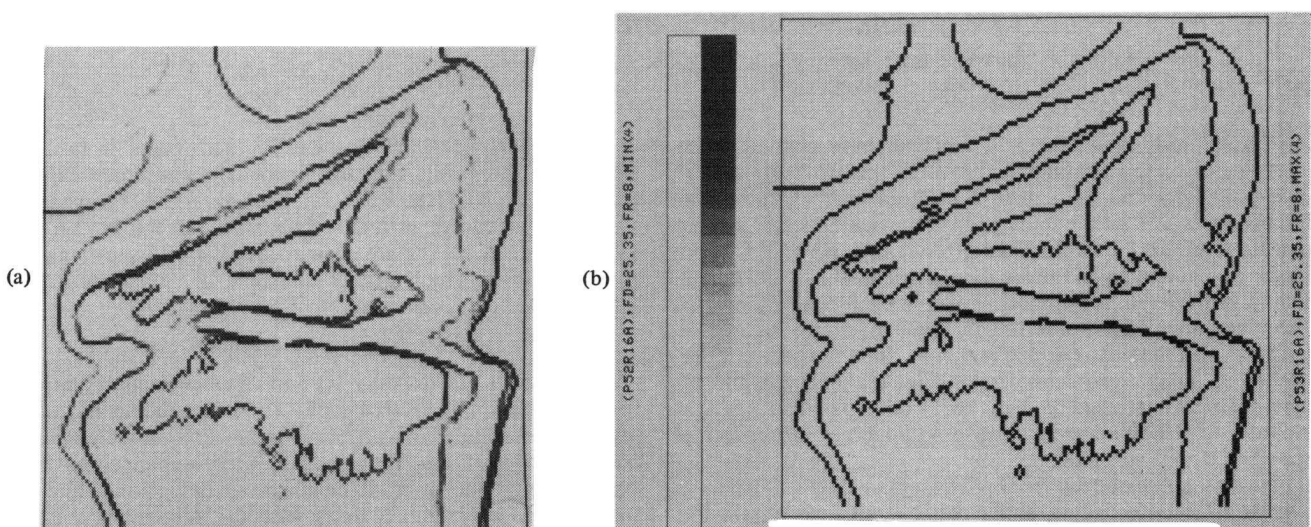 (a)
(b)
(P52R16A),FD=25.35,FR=8,MIN(4)
(P53R16A),FD=25.35,FR=8,MAX(4)